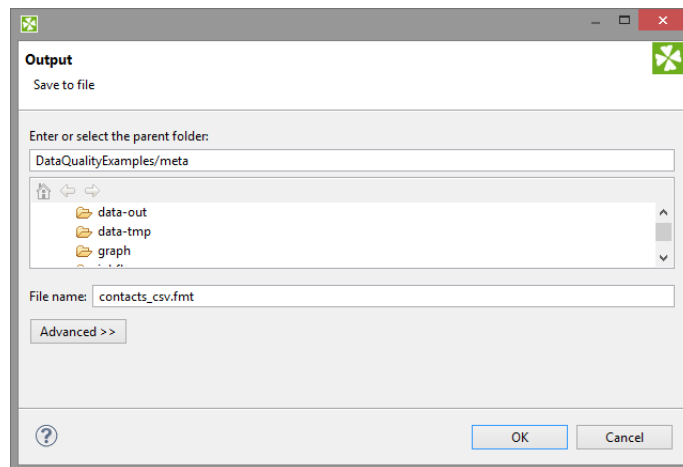 Output
Save to file
Enter or select the parent folder:
DataQualityExamples/meta
data-out
data-tmp
graph
File name: contacts_csv.fmt
Advanced >>
OK Cancel